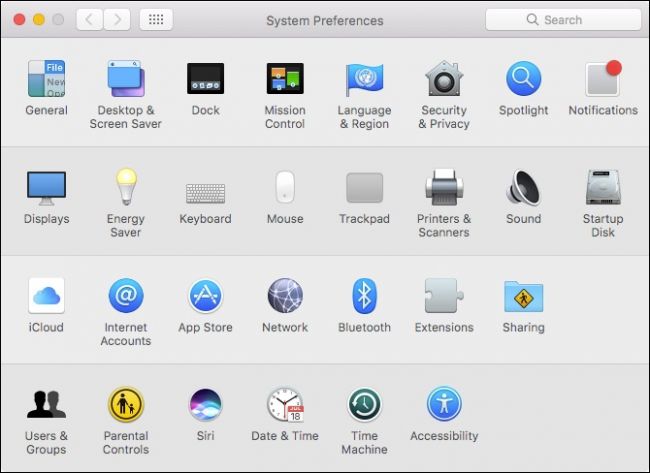 System Preferences
Search
File
New
Ope
General
Desktop &
Screen Saver
Dock
Mission
Control
Language
& Region
Security
& Privacy
Spotlight
Notifications
Displays
Energy
Saver
Keyboard
Mouse
Trackpad
Printers &
Scanners
Sound
Startup
Disk
iCloud
Internet
Accounts
App Store
Network
Bluetooth
Extensions
Sharing
Users &
Groups
Parental
Controls
Siri
JUL
18
Date & Time
Time
Machine
Accessibility